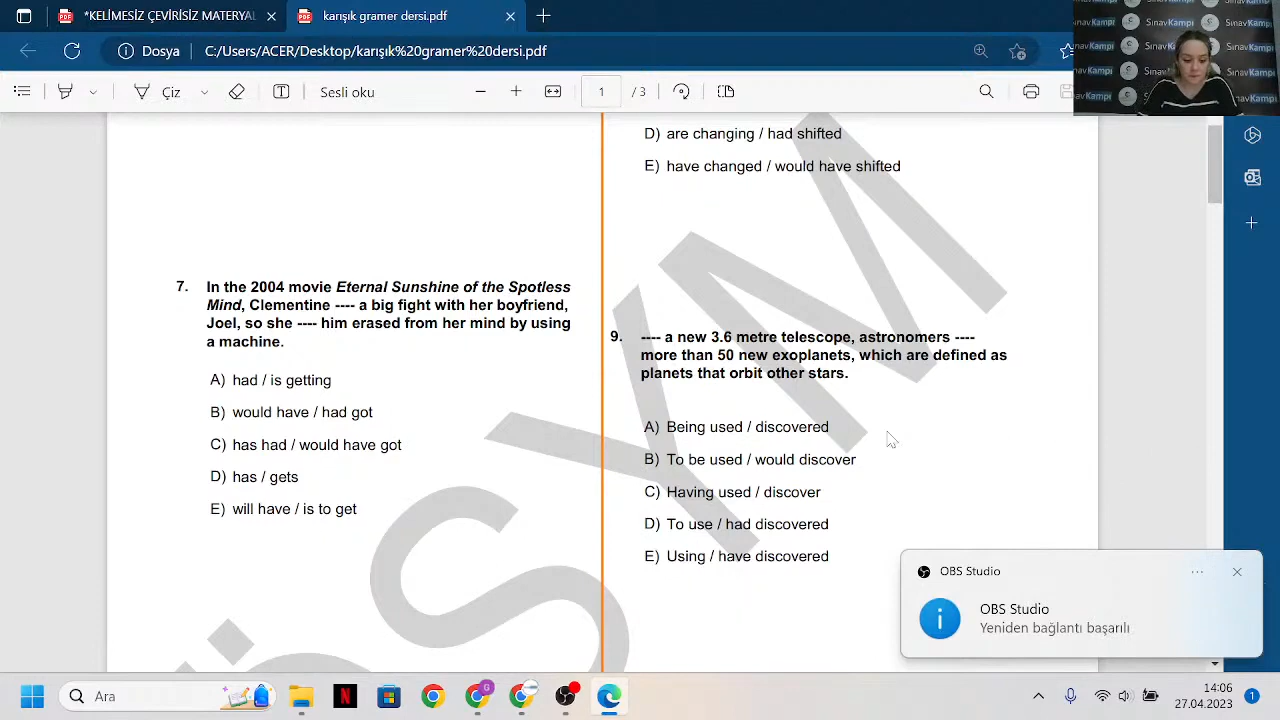 *KELİMESİZ ÇEVİRİSİZ MATERYAL
karışık gramer dersi.pdf
Dosya
C:/Users/ACER/Desktop/karışık%20gramer%20dersi.pdf
Çiz
Sesli oku
1
/ 3
SınavKampı
SınavKampı
SınavKampı
SınavKampı
D) are changing / had shifted
E) have changed / would have shifted
7. In the 2004 movie Eternal Sunshine of the Spotless
Mind, Clementine ---- a big fight with her boyfriend,
Joel, so she ---- him erased from her mind by using
a machine.
A) had / is getting
B) would have / had got
C) has had / would have got
D) has / gets
E) will have / is to get
9. ---- a new 3.6 metre telescope, astronomers ----
more than 50 new exoplanets, which are defined as
planets that orbit other stars.
A) Being used / discovered
B) To be used / would discover
C) Having used / discover
D) To use / had discovered
E) Using / have discovered
OBS Studio
OBS Studio
Yeniden bağlantı başarılı
Ara
14:06
27.04.2023
1